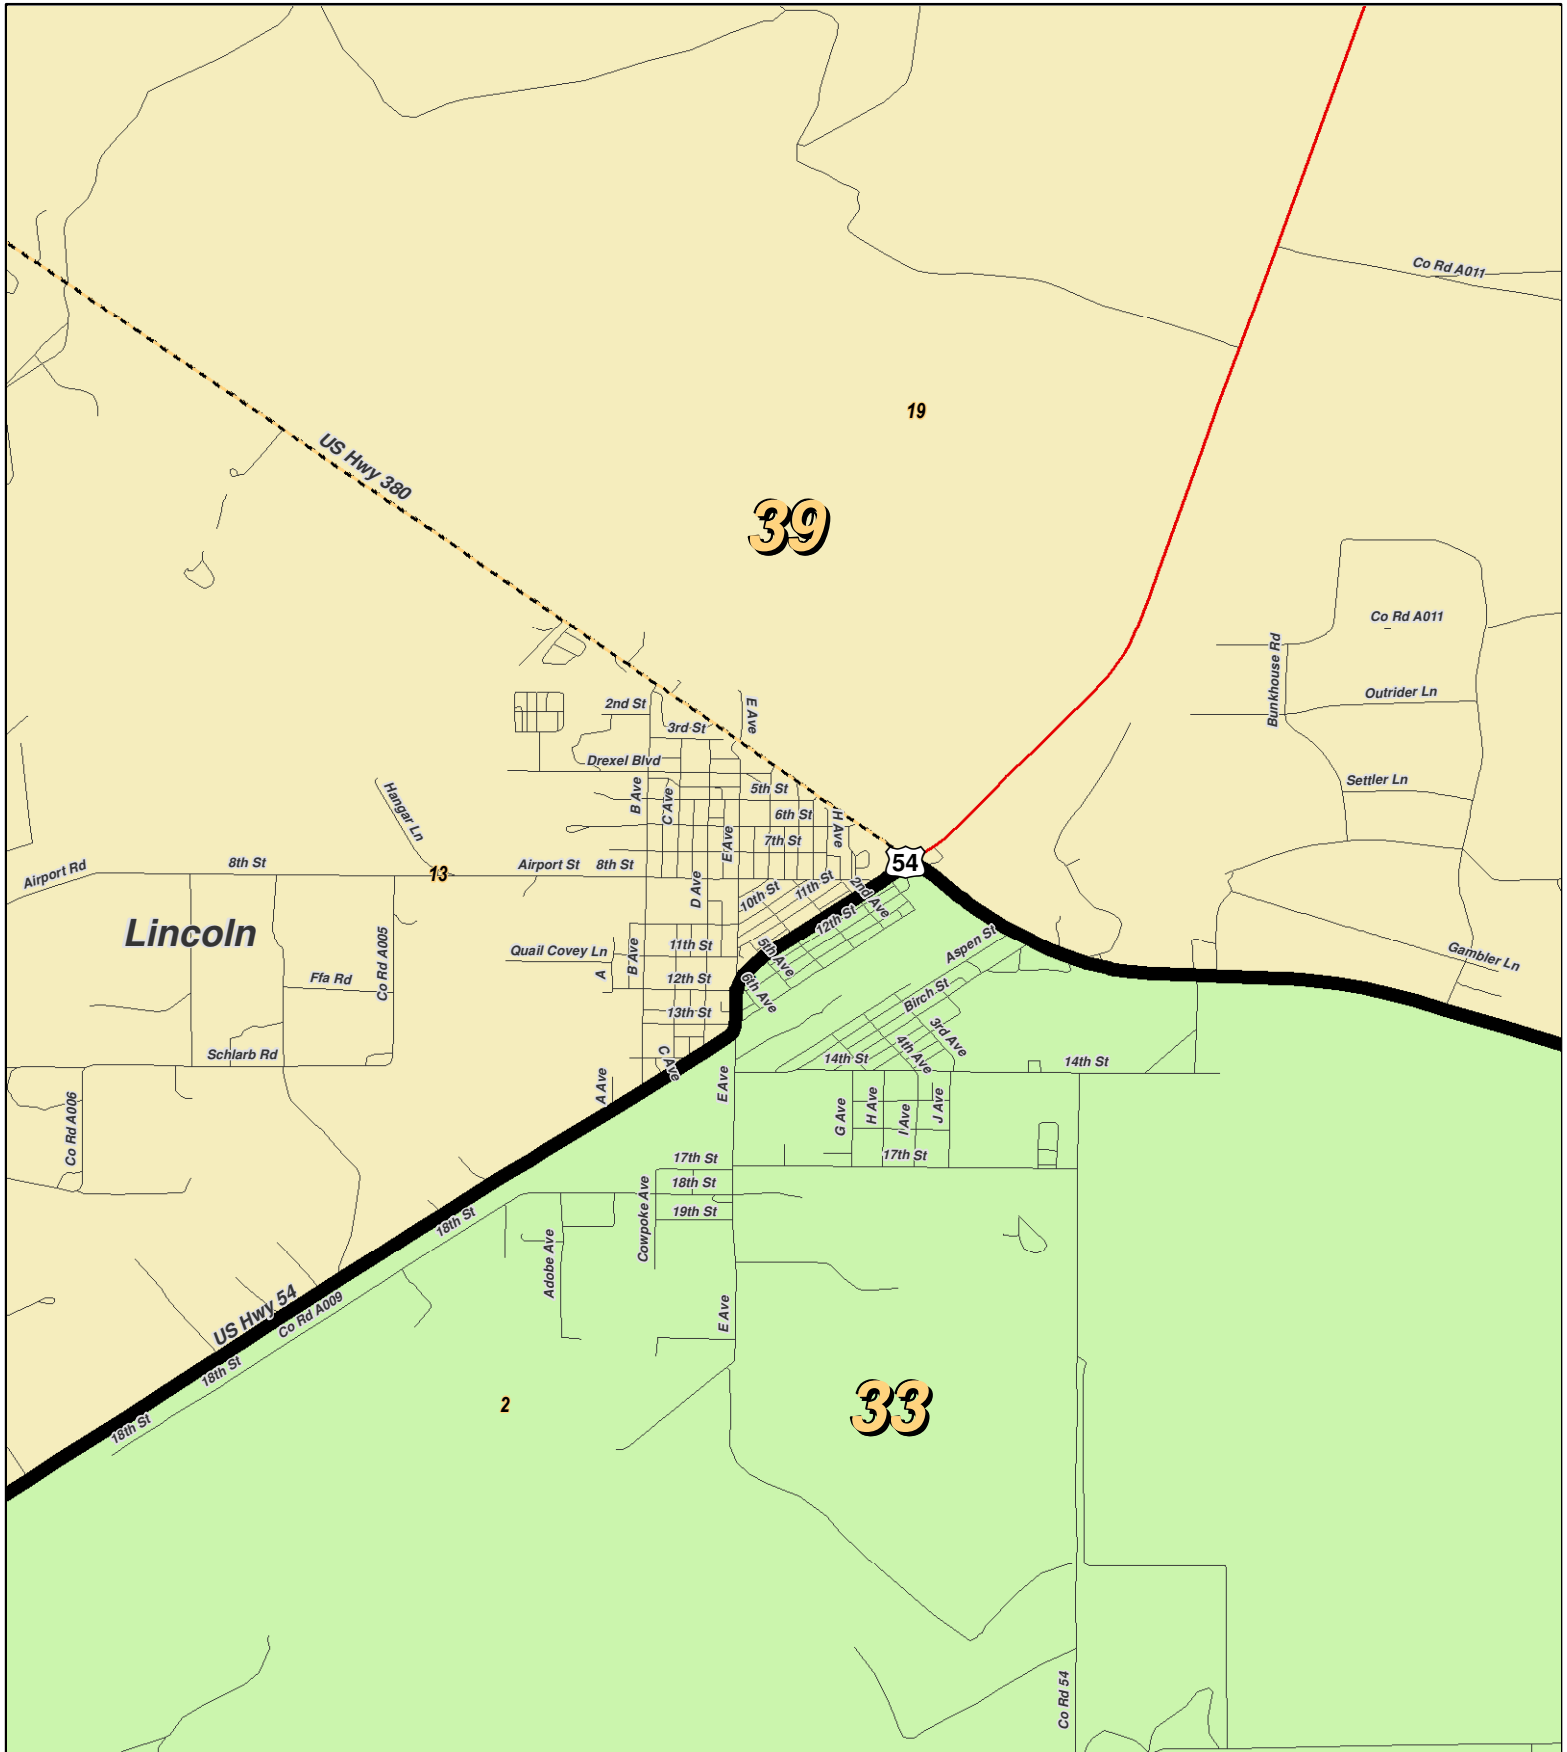 Co Rd A011
19
US Hwy 380
39
Co Rd A011
Bunkhouse Rd
Outrider Ln
2nd St
E Ave
3rd St
Drexel Blvd
Settler Ln
Hangar Ln
B Ave
C Ave
5th St
6th St
H Ave
7th St
E Ave
54
Airport Rd
8th St
13
Airport St
8th St
D Ave
10th St
11th St
2nd Ave
12th St
Lincoln
Co Rd A005
Quail Covey Ln
B Ave
11th St
5th Ave
Aspen St
Gambler Ln
Ffa Rd
A
12th St
6th Ave
Birch St
13th St
3rd Ave
Schlarb Rd
C Ave
14th St
4th Ave
14th St
Co Rd A006
A Ave
E Ave
G Ave
H Ave
I Ave
J Ave
17th St
17th St
18th St
Cowpoke Ave
19th St
18th St
Adobe Ave
US Hwy 54
Co Rd A009
E Ave
18th St
2
33
18th St
Co Rd 54